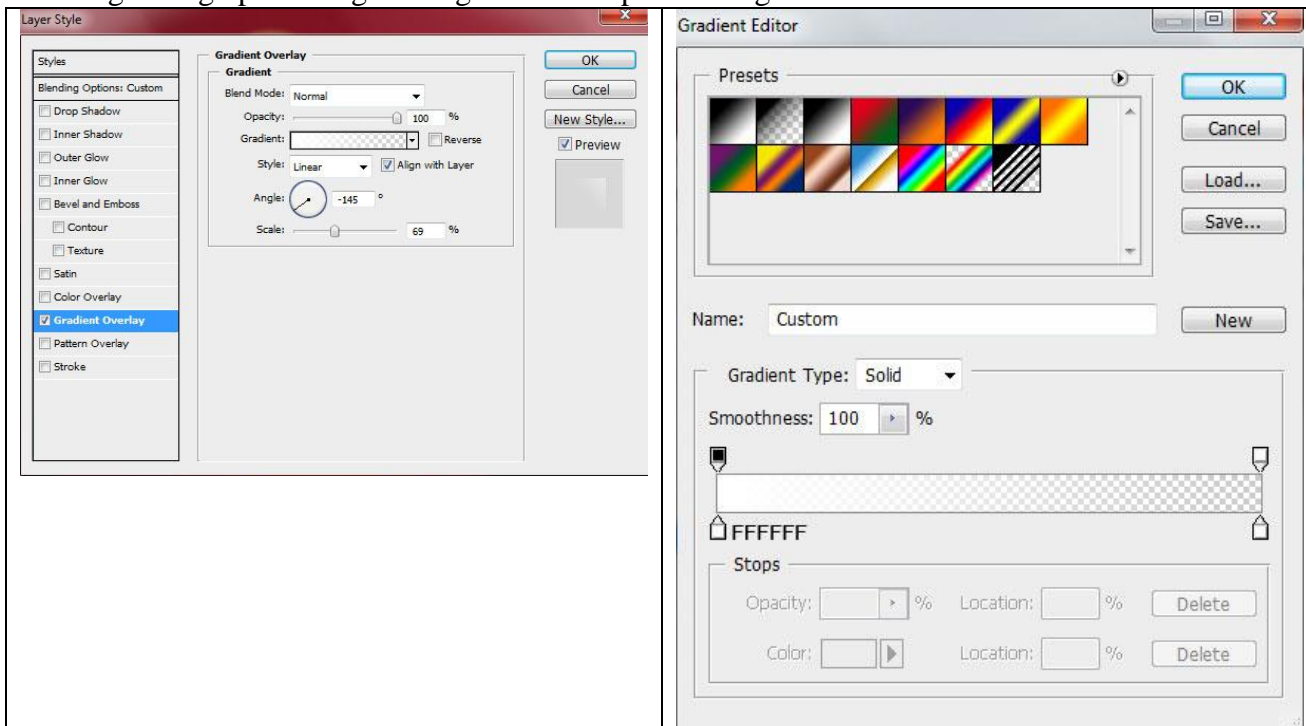 Layer Style
Styles
Blending Options: Custom
Drop Shadow
Inner Shadow
Outer Glow
Inner Glow
Bevel and Emboss
Contour
Texture
Satin
Color Overlay
Gradient Overlay
Pattern Overlay
Stroke
Gradient Overlay
Gradient
Blend Mode: Normal
Opacity: 100 %
Gradient: Reverse
Style: Linear Align with Layer
Angle: -145 °
Scale: 69 %
OK
Cancel
New Style...
Preview
Gradient Editor
Presets
OK
Cancel
Load...
Save...
Name: Custom
New
Gradient Type: Solid
Smoothness: 100 %
FFFFFF
Stops
Opacity: % Location: % Delete
Color: Location: % Delete